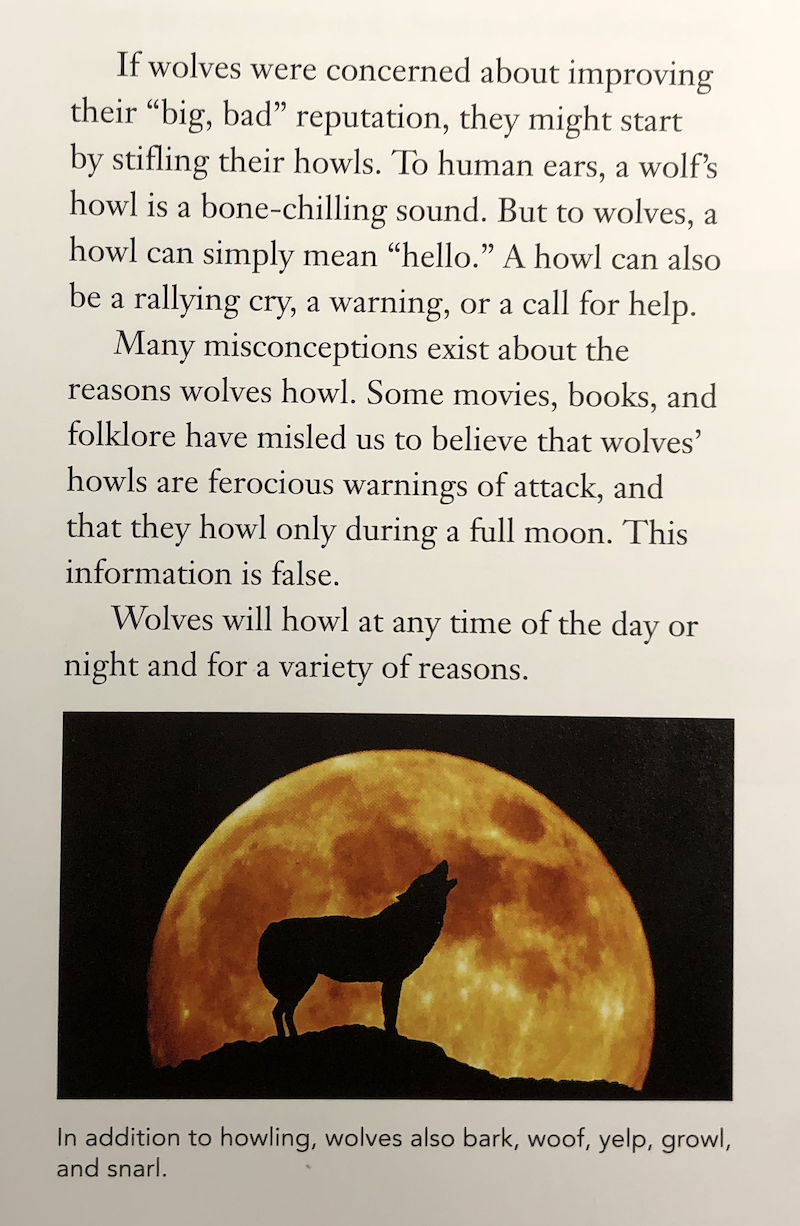 If wolves were concerned about improving
their “big, bad” reputation, they might start
by stifling their howls. To human ears, a wolf’s
howl is a bone-chilling sound. But to wolves, a
howl can simply mean “hello.” A howl can also
be a rallying cry, a warning, or a call for help.
Many misconceptions exist about the
reasons wolves howl. Some movies, books, and
folklore have misled us to believe that wolves’
howls are ferocious warnings of attack, and
that they howl only during a full moon. This
information is false.
Wolves will howl at any time of the day or
night and for a variety of reasons.
In addition to howling, wolves also bark, woof, yelp, growl,
and snarl.